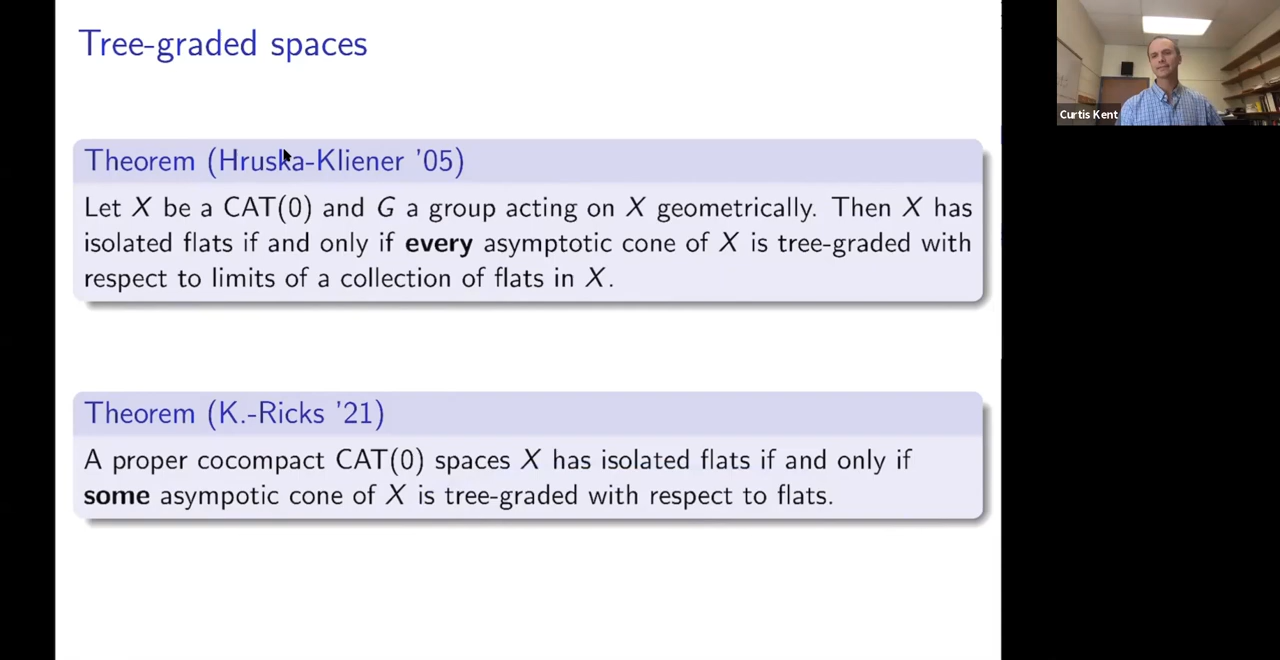 Tree-graded spaces
Theorem (Hruska-Kliener '05)
Let X be a CAT(0) and G a group acting on X geometrically. Then X has
isolated flats if and only if every asymptotic cone of X is tree-graded with
respect to limits of a collection of flats in X.
Theorem (K.-Ricks '21)
A proper cocompact CAT(0) spaces X has isolated flats if and only if
some asympotic cone of X is tree-graded with respect to flats.
Curtis Kent